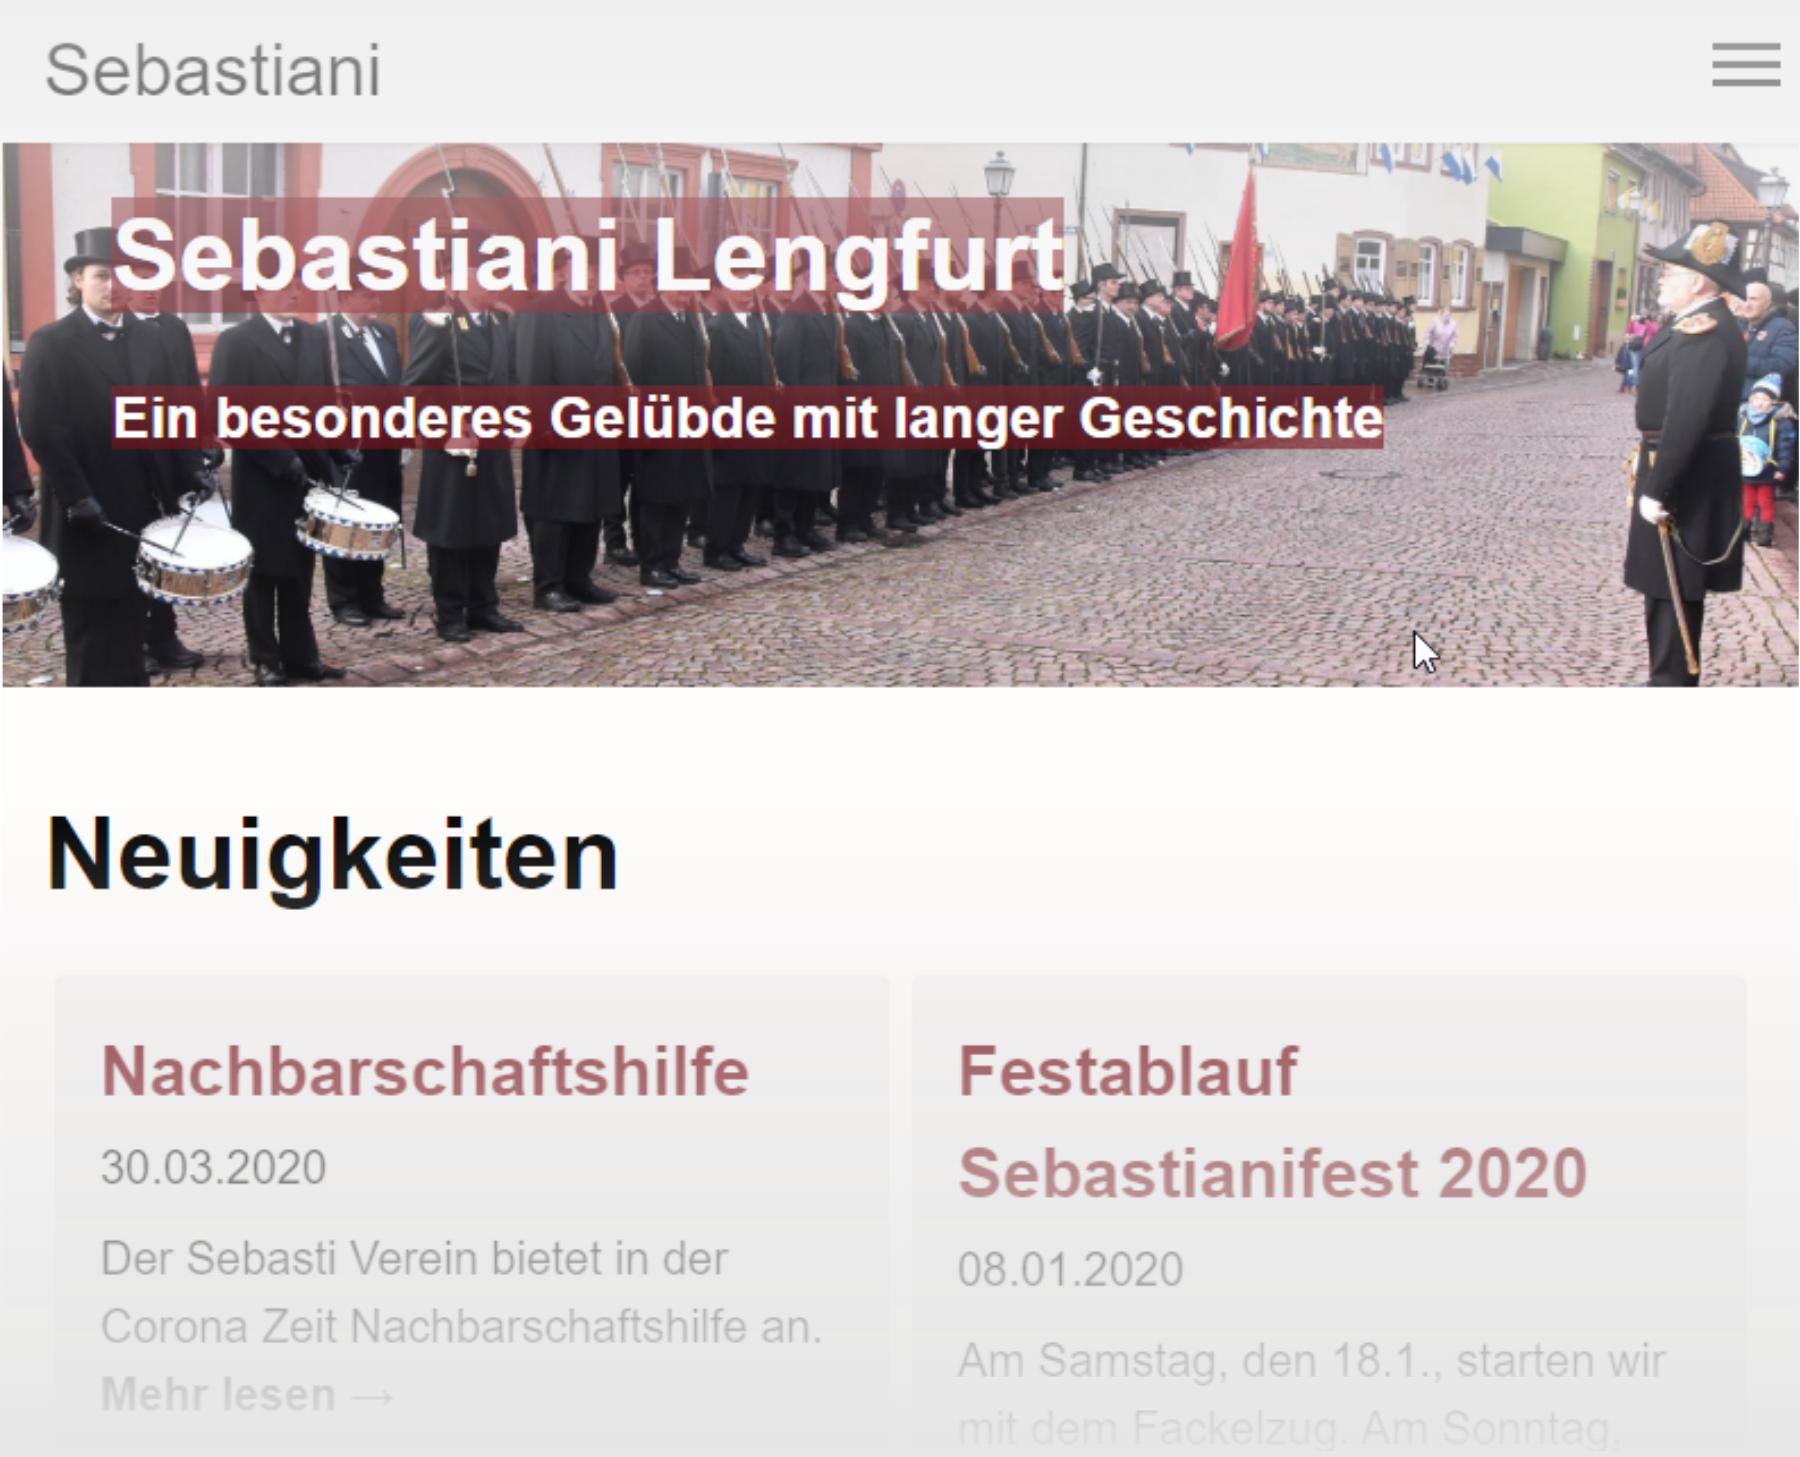 Sebastiani
Sebastiani Lengfurt
Ein besonderes Gelübde mit langer Geschichte
Neuigkeiten
Nachbarschaftshilfe
30.03.2020
Der Sebasti Verein bietet in der
Corona Zeit Nachbarschaftshilfe an.
Mehr lesen →
Festablauf
Sebastianifest 2020
08.01.2020
Am Samstag, den 18.1., starten wir
mit dem Fackelzug. Am Sonntag,